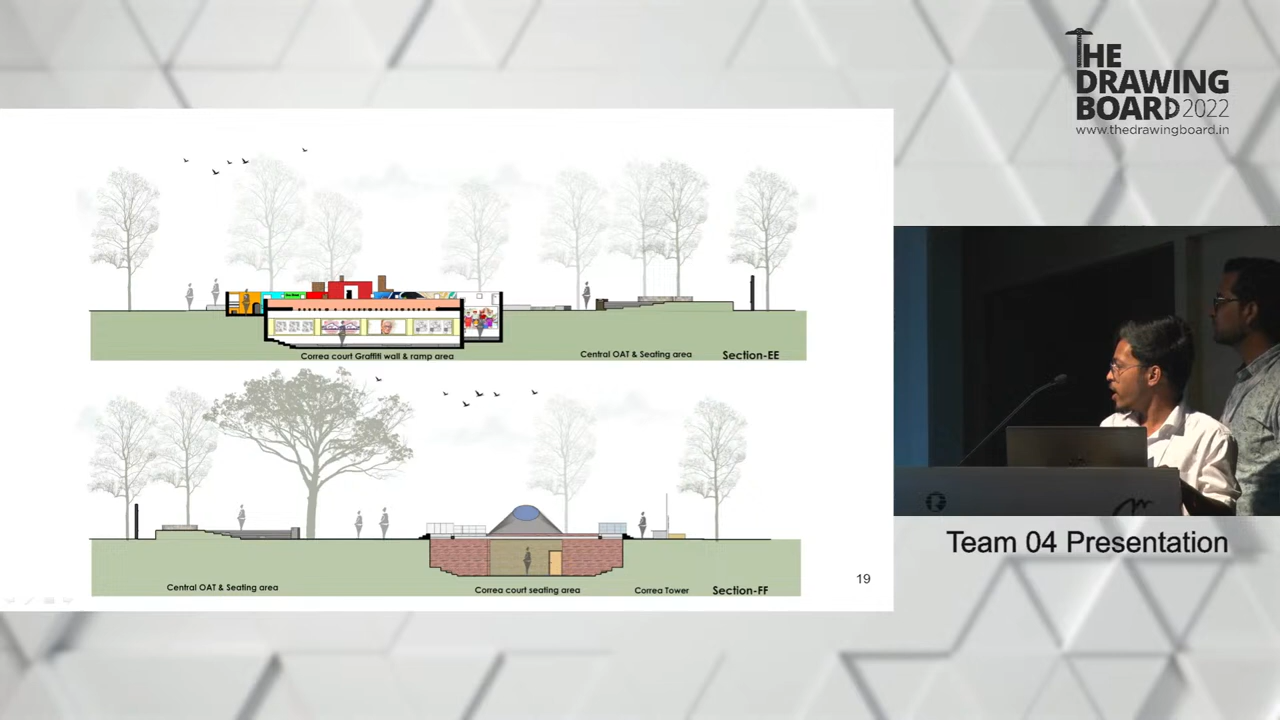 THE
DRAWING
BOARD 2022
www.thedrawingboard.in
Correa court Graffiti wall & ramp area
Central OAT & Seating area
Section-EE
Central OAT & Seating area
Correa court seating area
Correa Tower
Section-FF
19
Team 04 Presentation